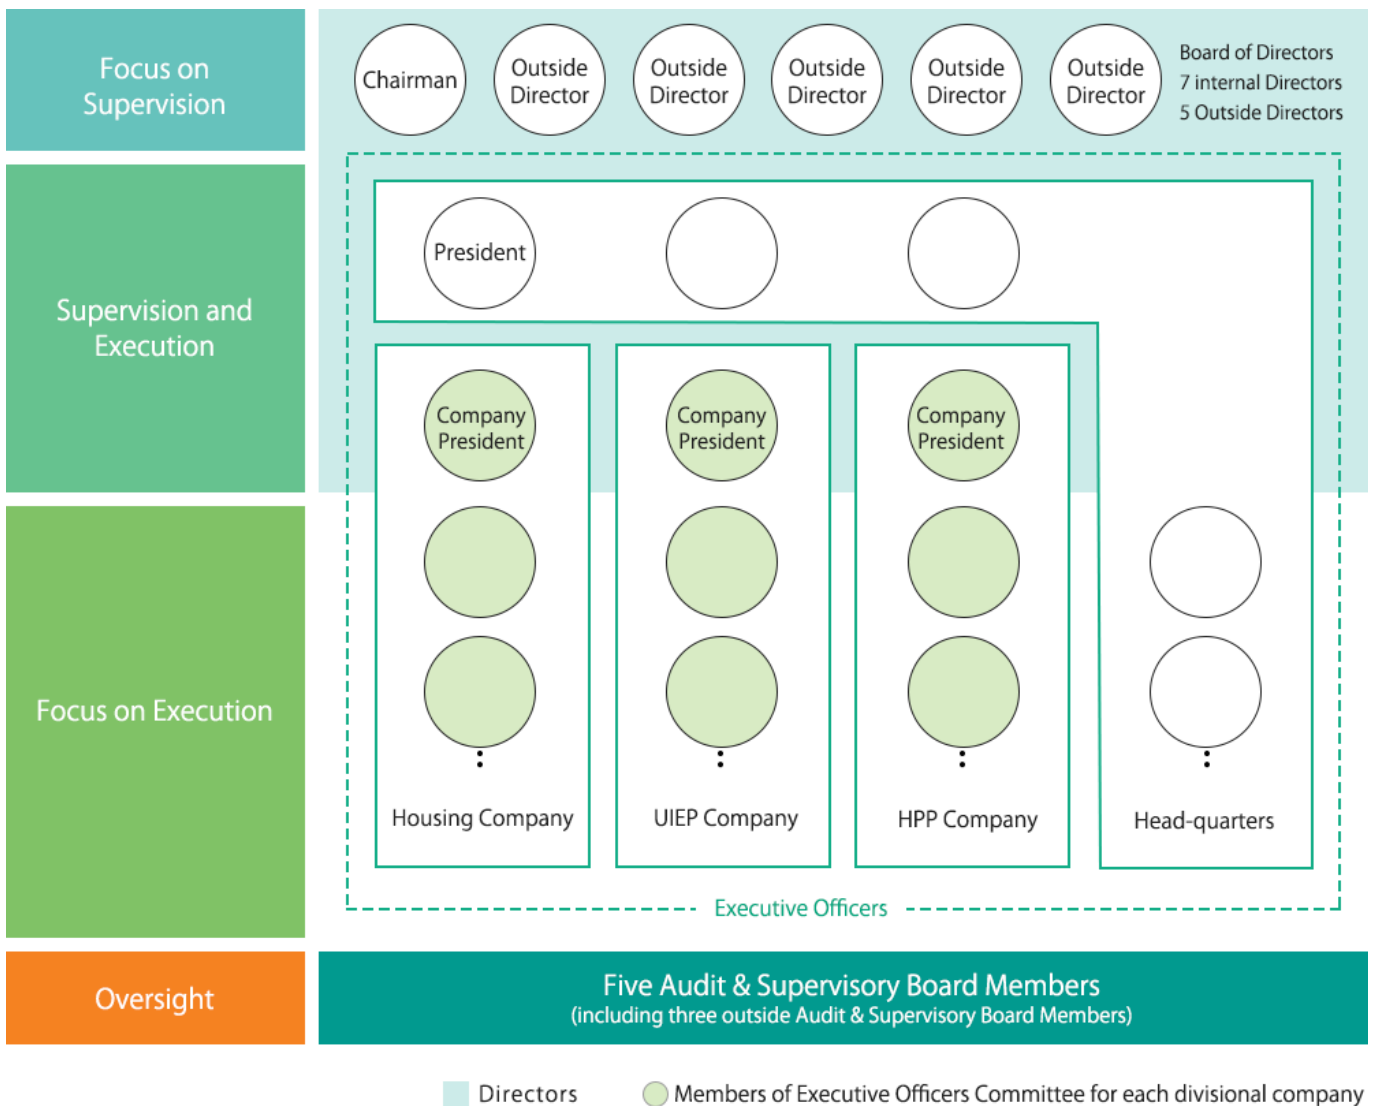 Focus on
Supervision
Chairman
Outside
Director
Outside
Director
Outside
Director
Outside
Director
Outside
Director
Board of Directors
7 internal Directors
5 Outside Directors
Supervision and
Execution
President
Company
President
Company
President
Company
President
Focus on Execution
Housing Company
UIEP Company
HPP Company
Head-quarters
Executive Officers
Oversight
Five Audit & Supervisory Board Members
(including three outside Audit & Supervisory Board Members)
Directors
Members of Executive Officers Committee for each divisional company